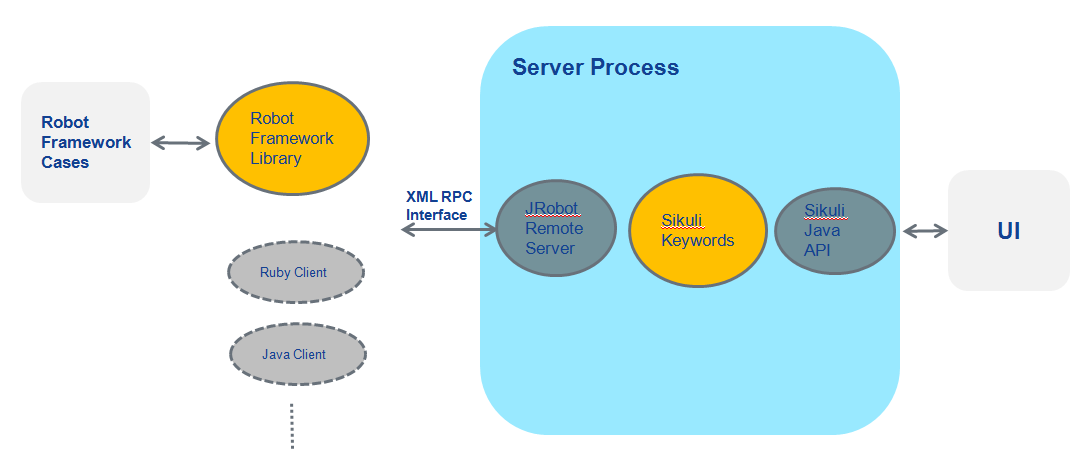 Server Process
Robot
Framework
Cases
Robot
Framework
Library
XML RPC
Interface
JRobot
Remote
Server
Sikuli
Keywords
Sikuli
Java
API
UI
Ruby Client
Java Client